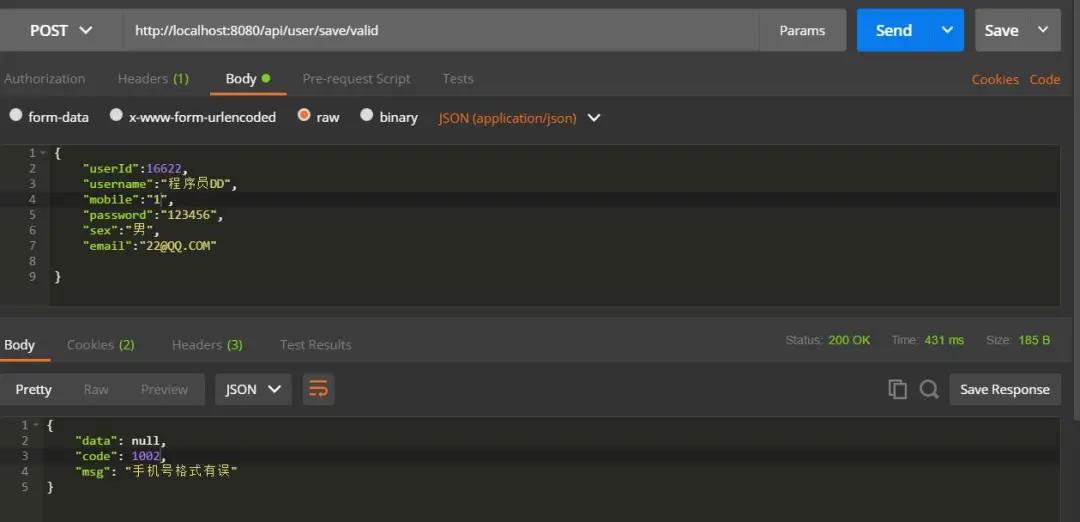 POST http://localhost:8080/api/user/save/valid Params Send Save
Authorization Headers (1) Body Pre-request Script Tests Cookies Code
form-data x-www-form-urlencoded raw binary JSON (application/json)
1 {
2 "userId":16622,
3 "username":"程序员DD",
4 "mobile":"1",
5 "password":"123456",
6 "sex":"男",
7 "email":"22@QQ.COM"
8
9 }
Body Cookies (2) Headers (3) Test Results Status: 200 OK Time: 431 ms Size: 185 B
Pretty Raw Preview JSON Save Response
1 {
2 "data": null,
3 "code": 1002,
4 "msg": "手机号格式有误"
5 }